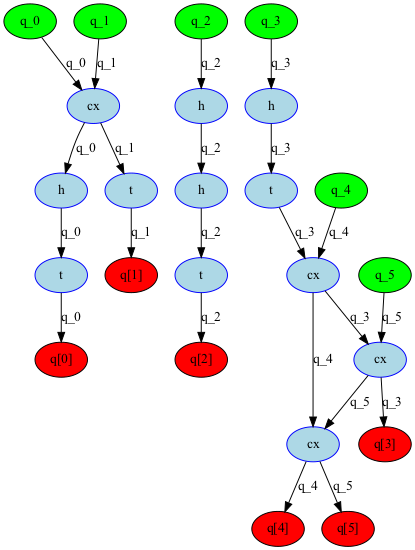 q_0 q_1 q_2 q_3
q_0 q_1 q_2 q_3
cx h h
q_0 q_1 q_2 q_3
h t h t q_4
q_0 q_1 q_2 q_3 q_4
t q[1] t cx q_5
q_0 q_2 q_3 q_5
q[0] q[2] q_4 cx
q_5 q_3
cx q[3]
q_4 q_5
q[4] q[5]